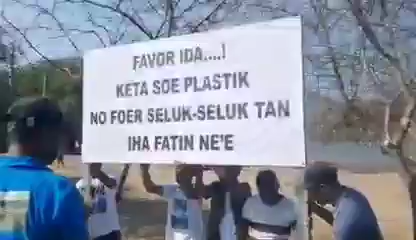 FAVOR IDA....!
KETA SOE PLASTIK
NO FOER SELUK-SELUK TAN
IHA FATIN NE'E